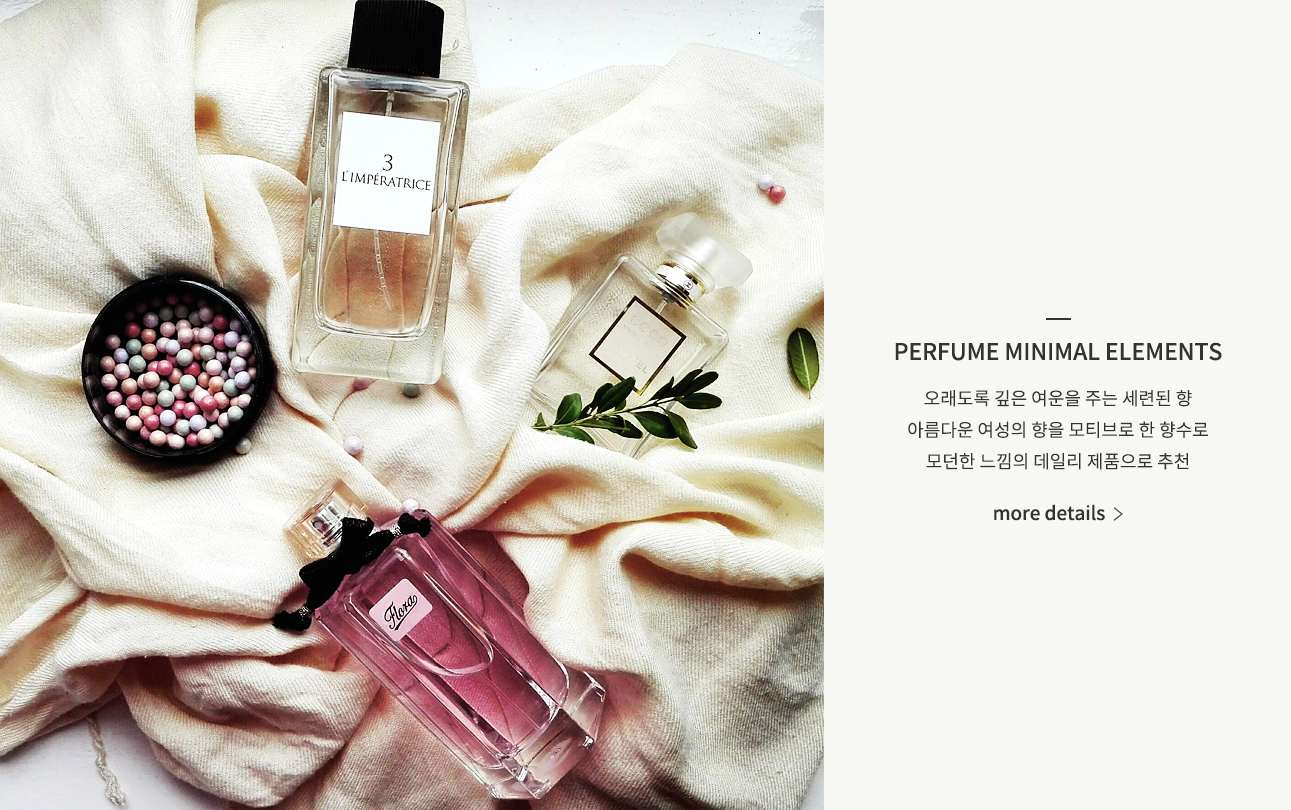 3
L'IMPÉRATRICE
Flora
PERFUME MINIMAL ELEMENTS
오래도록 깊은 여운을 주는 세련된 향
아름다운 여성의 향을 모티브로 한 향수로
모던한 느낌의 데일리 제품으로 추천
more details >